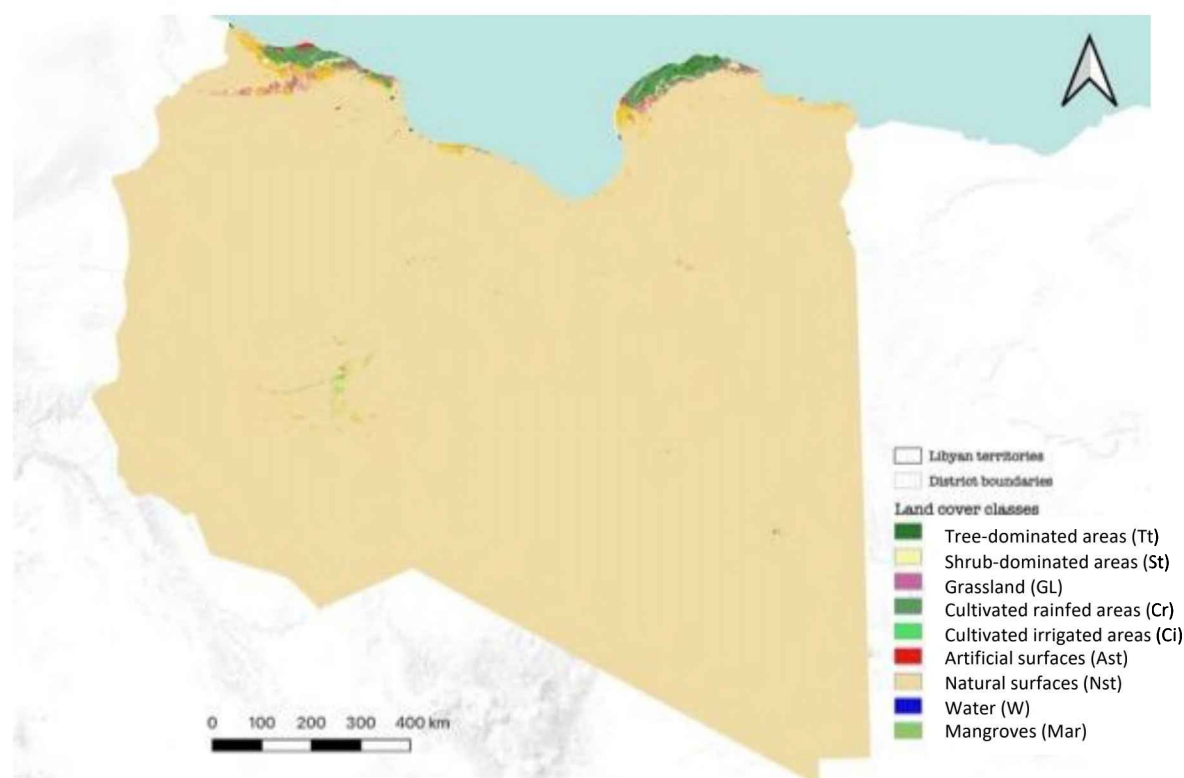 Libyan territories
District boundaries
Land cover classes
Tree-dominated areas (Tt)
Shrub-dominated areas (St)
Grassland (GL)
Cultivated rainfed areas (Cr)
Cultivated irrigated areas (Ci)
Artificial surfaces (Ast)
Natural surfaces (Nst)
Water (W)
Mangroves (Mar)
0 100 200 300 400 km